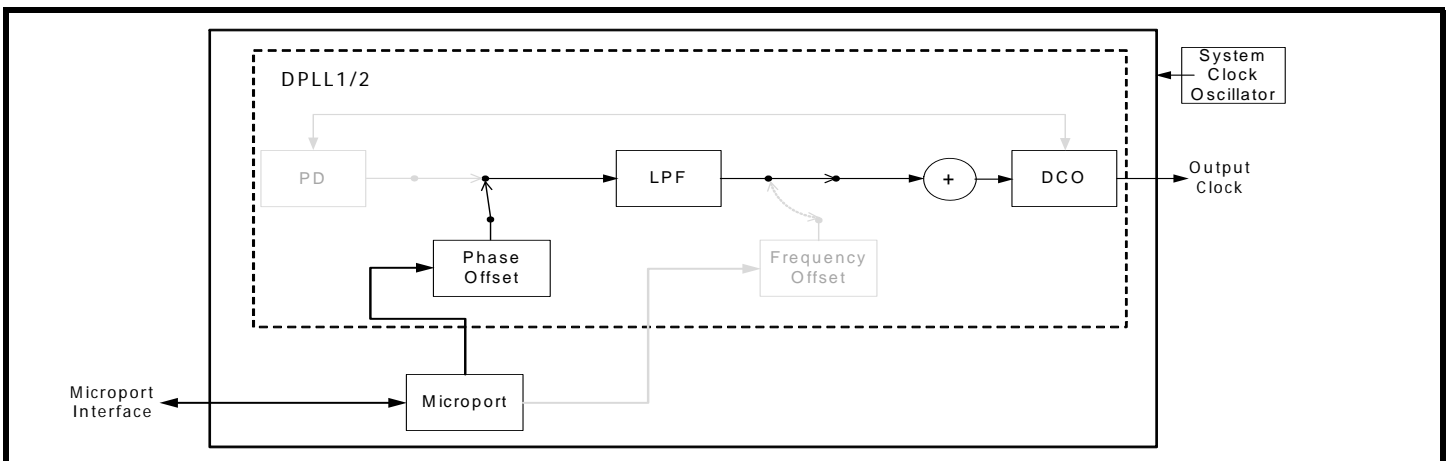 System
Clock
Oscillator
DPLL1/2
PD
LPF
+
DCO
Output
Clock
Phase
Offset
Frequency
Offset
Microport
Interface
Microport